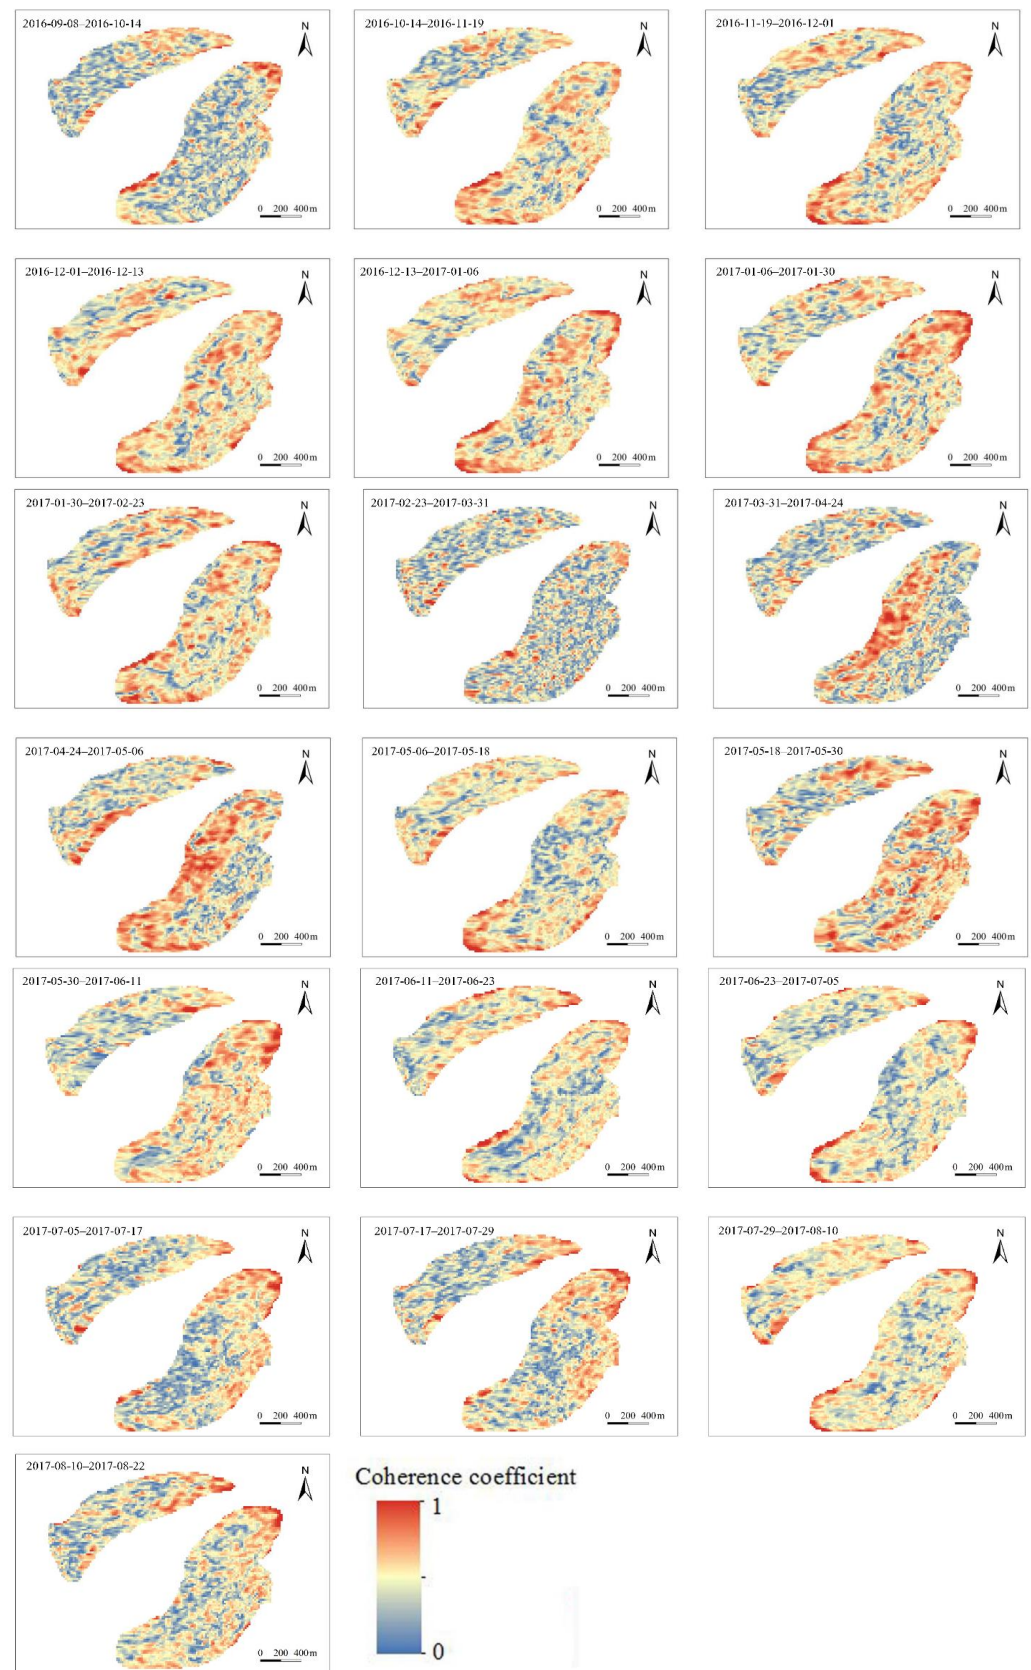 2016-09-08–2016-10-14
N
0 200 400m
2016-10-14–2016-11-19
N
0 200 400m
2016-11-19–2016-12-01
N
0 200 400m
2016-12-01–2016-12-13
N
0 200 400m
2016-12-13–2017-01-06
N
0 200 400m
2017-01-06–2017-01-30
N
0 200 400m
2017-01-30–2017-02-23
N
0 200 400m
2017-02-23–2017-03-31
N
0 200 400m
2017-03-31–2017-04-24
N
0 200 400m
2017-04-24–2017-05-06
N
0 200 400m
2017-05-06–2017-05-18
N
0 200 400m
2017-05-18–2017-05-30
N
0 200 400m
2017-05-30–2017-06-11
N
0 200 400m
2017-06-11–2017-06-23
N
0 200 400m
2017-06-23–2017-07-05
N
0 200 400m
2017-07-05–2017-07-17
N
0 200 400m
2017-07-17–2017-07-29
N
0 200 400m
2017-07-29–2017-08-10
N
0 200 400m
2017-08-10–2017-08-22
N
0 200 400m
Coherence coefficient
1
0